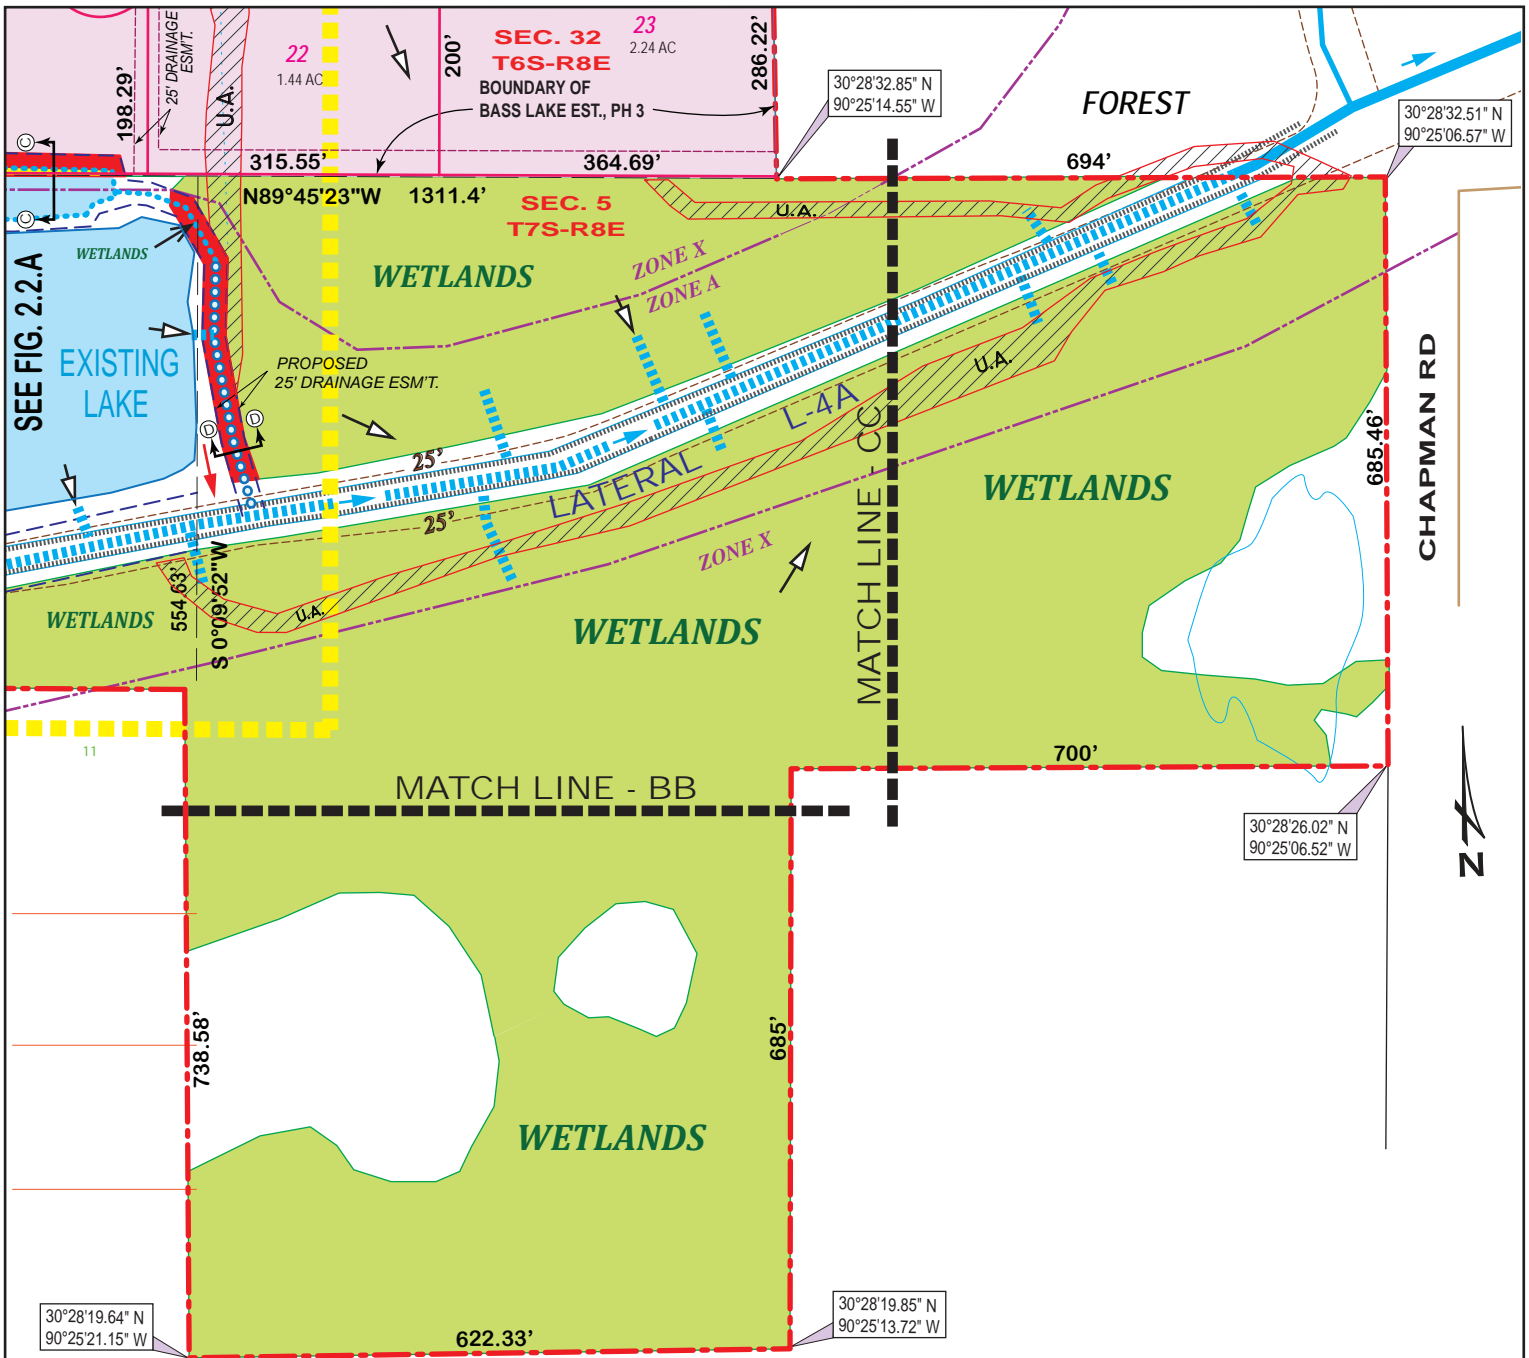 25' DRAINAGE
ESM'T.
198.29'
U.A.
22
1.44 AC
200'
SEC. 32
T6S-R8E
23
2.24 AC
BOUNDARY OF
BASS LAKE EST., PH 3
286.22'
30°28'32.85" N
90°25'14.55" W
FOREST
30°28'32.51" N
90°25'06.57" W
C
C
315.55'
364.69'
694'
N89°45'23"W 1311.4'
SEC. 5
T7S-R8E
U.A.
WETLANDS
WETLANDS
ZONE X
ZONE A
SEE FIG. 2.2.A
EXISTING
LAKE
PROPOSED
25' DRAINAGE ESM'T.
D
D
25'
25'
LATERAL L-4A
U.A.
MATCH LINE - CC
WETLANDS
685.46'
CHAPMAN RD
ZONE X
554.63'
S 0°09'52"W
U.A.
WETLANDS
WETLANDS
11
MATCH LINE - BB
700'
30°28'26.02" N
90°25'06.52" W
N
738.58'
685'
WETLANDS
30°28'19.64" N
90°25'21.15" W
622.33'
30°28'19.85" N
90°25'13.72" W